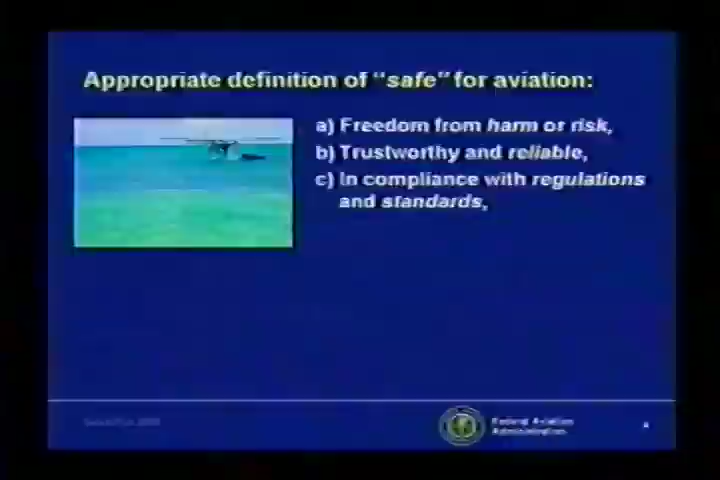 Appropriate definition of "safe" for aviation:
a) Freedom from harm or risk,
b) Trustworthy and reliable,
c) In compliance with regulations
and standards,
Federal Aviation
Administration